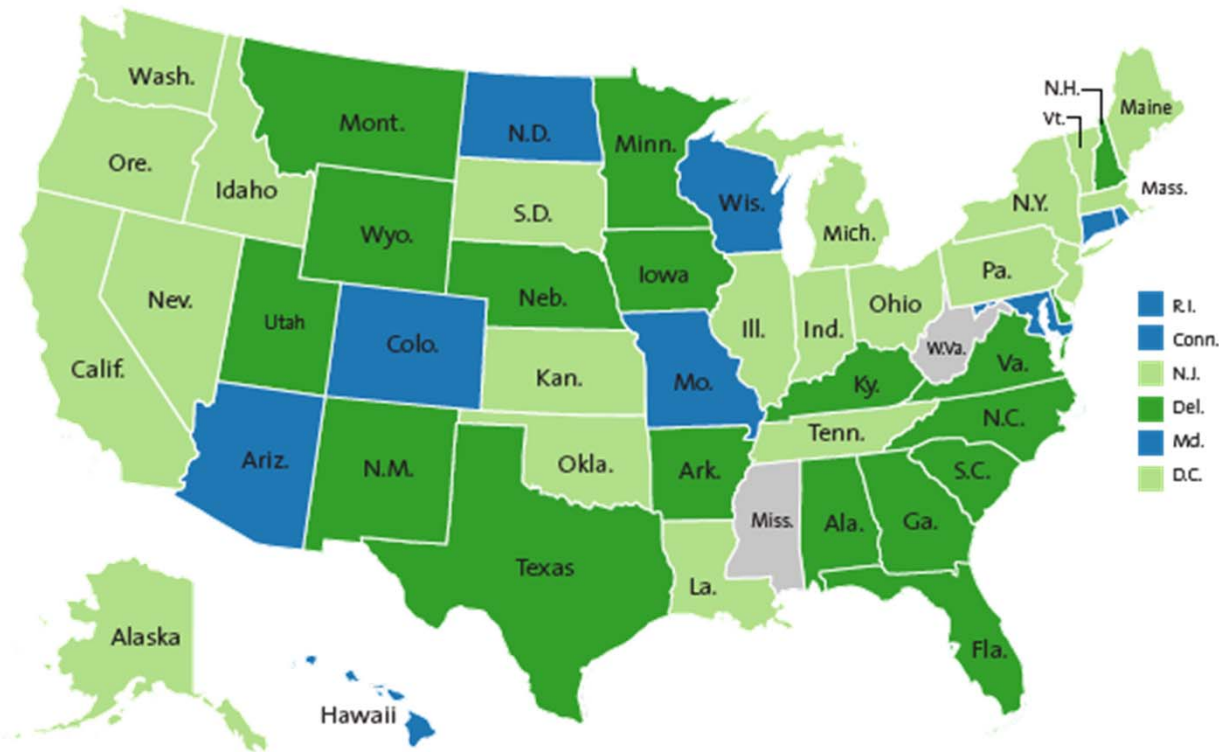 Wash.
Mont.
N.D.
Minn.
N.H.
Vt.
Maine
Ore.
Idaho
S.D.
Wis.
Mich.
N.Y.
Mass.
Wyo.
Iowa
Pa.
Nev.
Utah
Neb.
Ill.
Ind.
Ohio
R.I.
Calif.
Colo.
Kan.
Mo.
Ky.
W.Va.
Va.
Conn.
N.J.
Del.
Md.
D.C.
Ariz.
N.M.
Okla.
Ark.
Tenn.
N.C.
S.C.
Texas
La.
Miss.
Ala.
Ga.
Fla.
Alaska
Hawaii